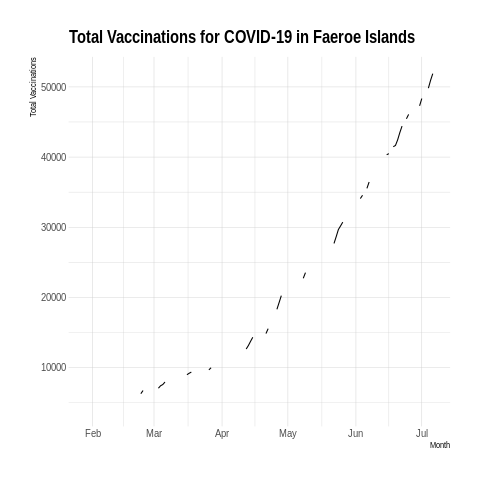 Total Vaccinations for COVID-19 in Faeroe Islands
Total Vaccinations
50000
40000
30000
20000
10000
Feb Mar Apr May Jun Jul
Month